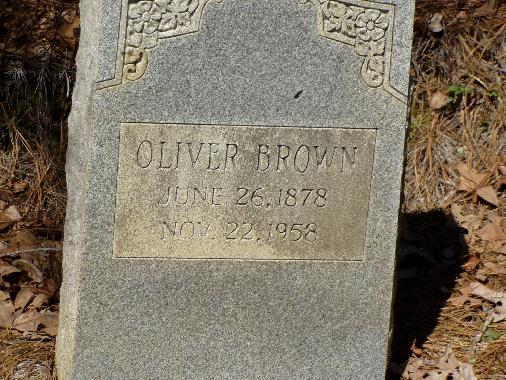 OLIVER BROWN
JUNE 26,1878
NOV. 22,1958